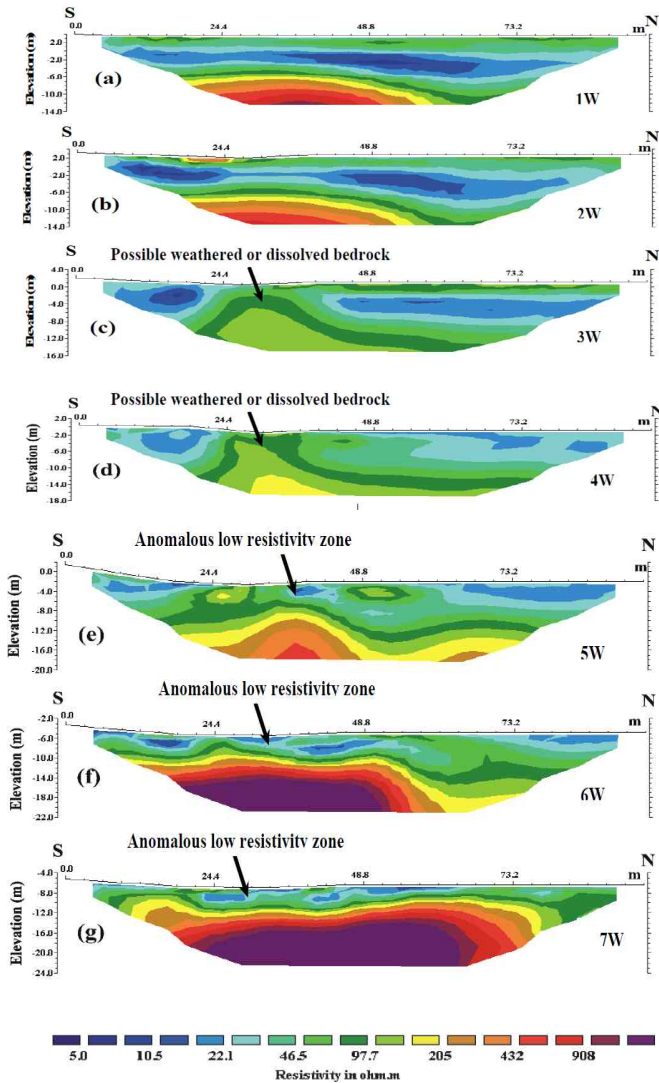 S N
0.0 24.4 48.8 73.2 m
Elevation (m)
2.0
-2.0
-6.0
-10.0
-14.0
(a)
1W
S N
0.0 24.4 48.8 73.2 m
Elevation(m)
2.0
-2.0
-6.0
-10.0
-14.0
(b)
2W
Possible weathered or dissolved bedrock
S N
0.0 24.4 48.8 73.2 m
Elevation(m)
4.0
0.0
-4.0
-8.0
-12.0
-16.0
(c)
3W
Possible weathered or dissolved bedrock
S N
0.0 24.4 48.8 73.2 m
Elevation (m)
2.0
-2.0
-6.0
-10.0
-14.0
-18.0
(d)
4W
Anomalous low resistivity zone
S N
0.0 24.4 48.8 73.2 m
Elevation (m)
0.0
-4.0
-8.0
-12.0
-16.0
-20.0
(e)
5W
Anomalous low resistivity zone
S N
0.0 24.4 48.8 73.2 m
Elevation (m)
-2.0
-6.0
-10.0
-14.0
-18.0
-22.0
(f)
6W
Anomalous low resistivity zone
S N
0.0 24.4 48.8 73.2 m
Elevation (m)
-4.0
-8.0
-12.0
-16.0
-20.0
-24.0
(g)
7W
5.0 10.5 22.1 46.5 97.7 205 432 908
Resistivity in ohm.m